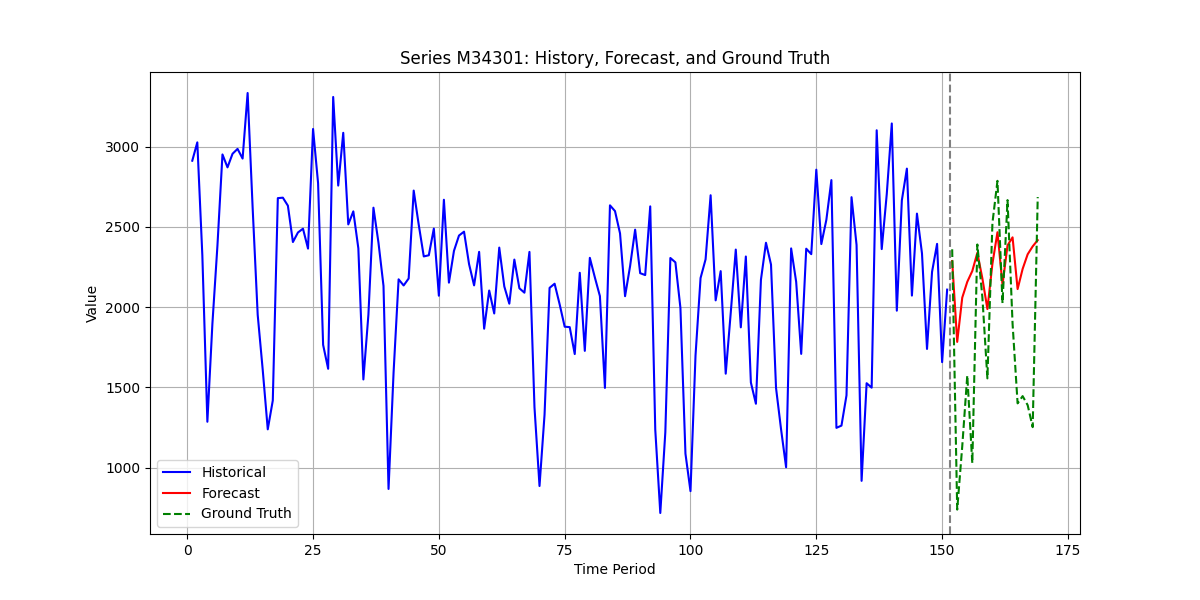 Series M34301: History, Forecast, and Ground Truth
Value
3000
2500
2000
1500
1000
Historical
Forecast
Ground Truth
0 25 50 75 100 125 150 175
Time Period